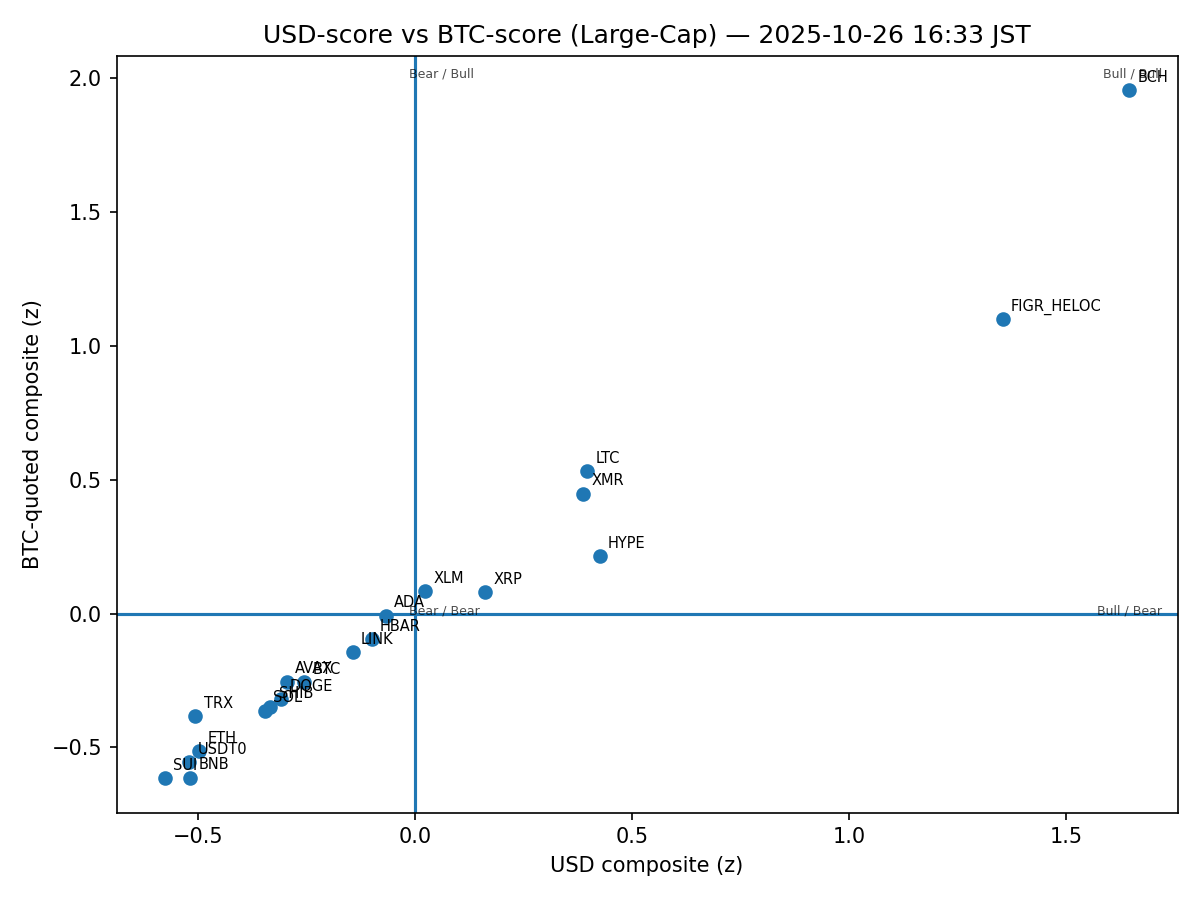 USD-score vs BTC-score (Large-Cap) — 2025-10-26 16:33 JST
Bear / Bull
Bull / Bull
BCH
FIGR_HELOC
LTC
XMR
HYPE
XLM
XRP
ADA
Bear / Bear
Bull / Bear
HBAR
LINK
AVAX
BTC
DOGE
SHIB
SOL
TRX
ETH
USDT0
SUI
BNB
2.0
1.5
1.0
0.5
0.0
−0.5
−0.5
0.0
0.5
1.0
1.5
USD composite (z)
BTC-quoted composite (z)